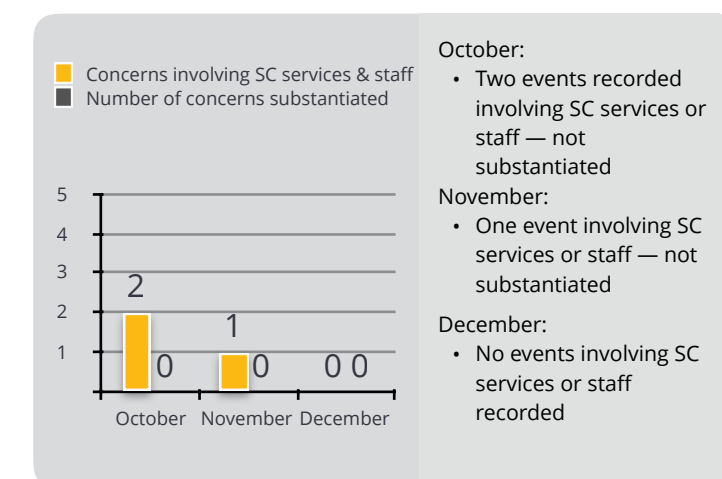 Concerns involving SC services & staff
Number of concerns substantiated
5
4
3
2
1
2
0
1
0
0 0
October November December
October:
• Two events recorded
involving SC services or
staff — not
substantiated
November:
• One event involving SC
services or staff — not
substantiated
December:
• No events involving SC
services or staff
recorded